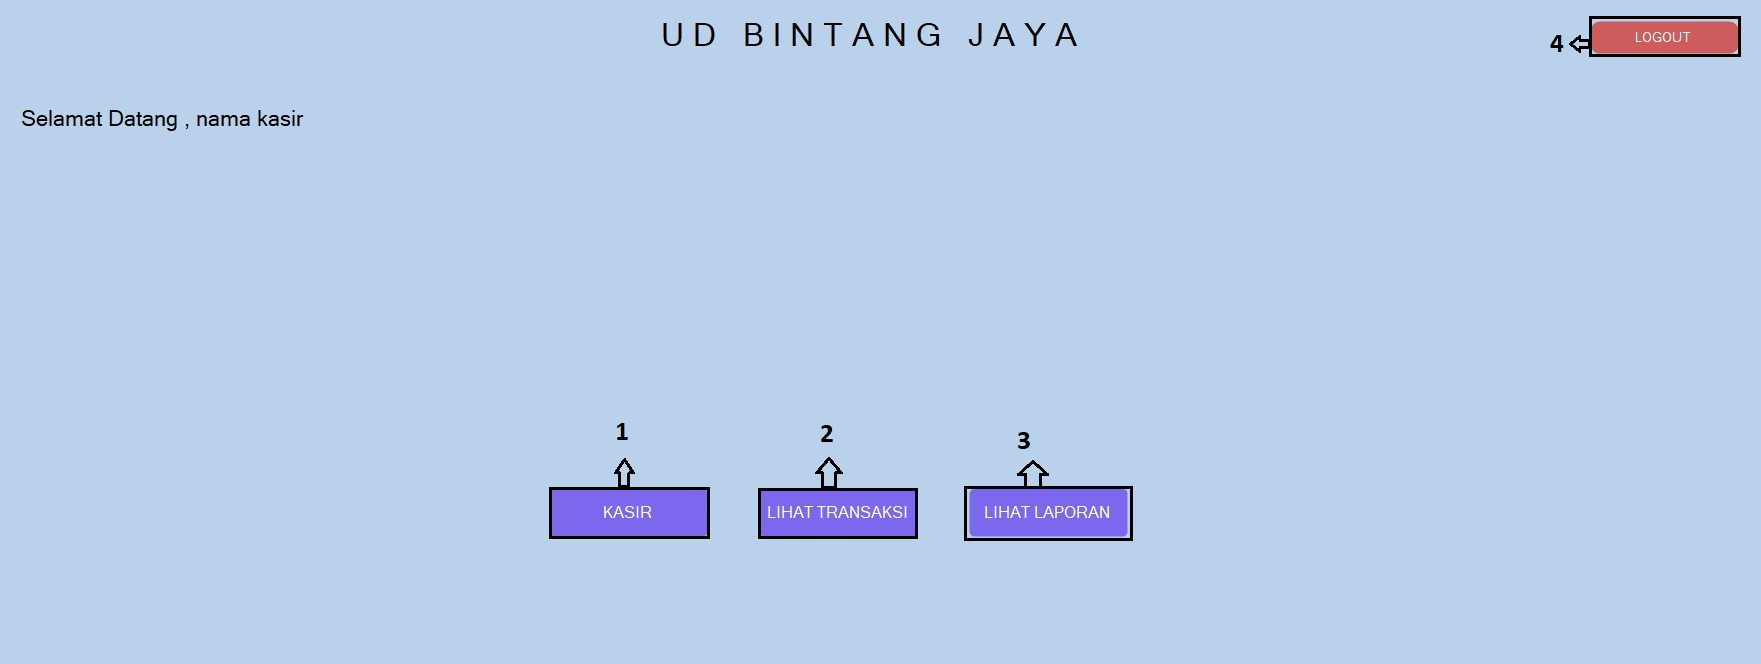 UD BINTANG JAYA
4 LOGOUT
Selamat Datang , nama kasir
1 2 3
KASIR LIHAT TRANSAKSI LIHAT LAPORAN